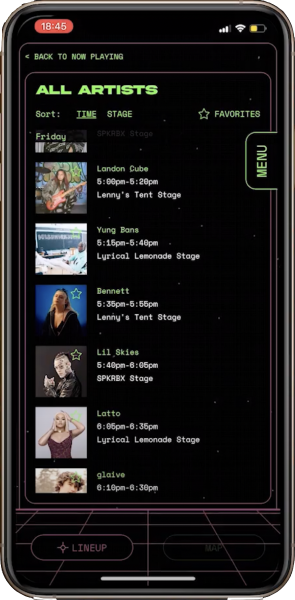 18:45
< BACK TO NOW PLAYING
ALL ARTISTS
Sort: TIME STAGE FAVORITES
Friday
SPKRBX Stage
MENU
Landon Cube
5:00pm-5:20pm
Lenny's Tent Stage
Yung Bans
5:15pm-5:40pm
Lyrical Lemonade Stage
Bennett
5:35pm-5:55pm
Lenny's Tent Stage
Lil Skies
5:40pm-6:05pm
SPKRBX Stage
Latto
6:05pm-6:35pm
Lyrical Lemonade Stage
glaive
6:10pm-6:30pm
LINEUP
MAP